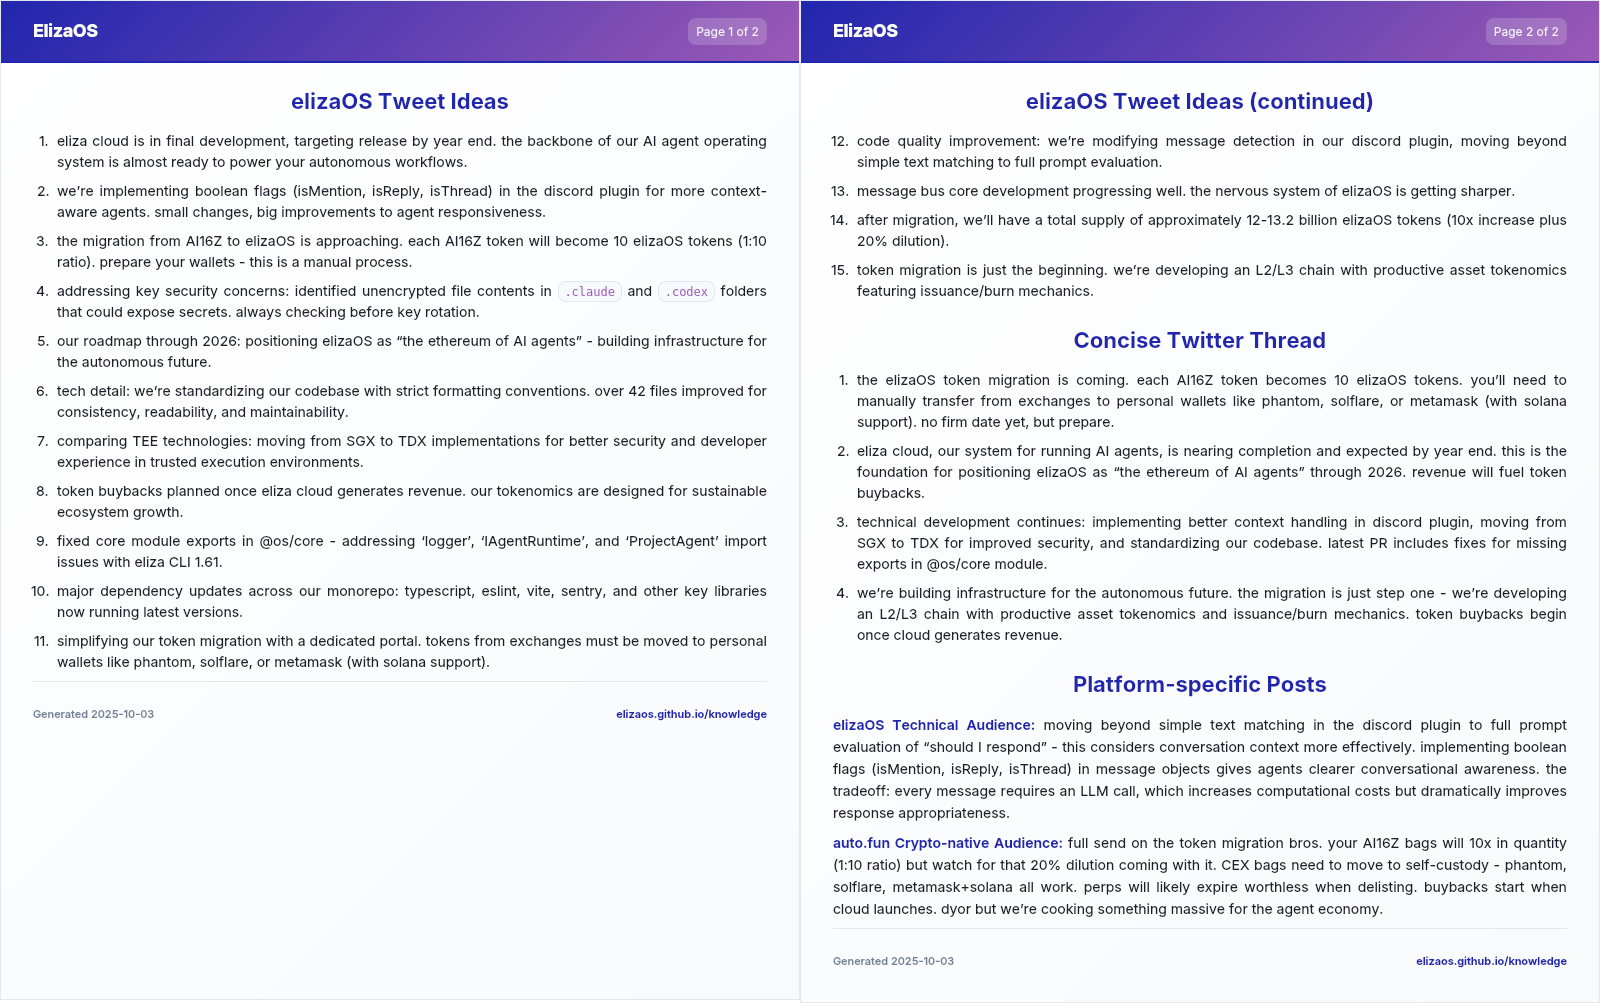 ElizaOS
Page 1 of 2
elizaOS Tweet Ideas
1. eliza cloud is in final development, targeting release by year end. the backbone of our AI agent operating
system is almost ready to power your autonomous workflows.
2. we’re implementing boolean flags (isMention, isReply, isThread) in the discord plugin for more context-
aware agents. small changes, big improvements to agent responsiveness.
3. the migration from AI16Z to elizaOS is approaching. each AI16Z token will become 10 elizaOS tokens (1:10
ratio). prepare your wallets - this is a manual process.
4. addressing key security concerns: identified unencrypted file contents in .claude and .codex folders
that could expose secrets. always checking before key rotation.
5. our roadmap through 2026: positioning elizaOS as “the ethereum of AI agents” - building infrastructure for
the autonomous future.
6. tech detail: we’re standardizing our codebase with strict formatting conventions. over 42 files improved for
consistency, readability, and maintainability.
7. comparing TEE technologies: moving from SGX to TDX implementations for better security and developer
experience in trusted execution environments.
8. token buybacks planned once eliza cloud generates revenue. our tokenomics are designed for sustainable
ecosystem growth.
9. fixed core module exports in @os/core - addressing ‘logger’, ‘IAgentRuntime’, and ‘ProjectAgent’ import
issues with eliza CLI 1.61.
10. major dependency updates across our monorepo: typescript, eslint, vite, sentry, and other key libraries
now running latest versions.
11. simplifying our token migration with a dedicated portal. tokens from exchanges must be moved to personal
wallets like phantom, solflare, or metamask (with solana support).
Generated 2025-10-03
elizaos.github.io/knowledge
ElizaOS
Page 2 of 2
elizaOS Tweet Ideas (continued)
12. code quality improvement: we’re modifying message detection in our discord plugin, moving beyond
simple text matching to full prompt evaluation.
13. message bus core development progressing well. the nervous system of elizaOS is getting sharper.
14. after migration, we’ll have a total supply of approximately 12-13.2 billion elizaOS tokens (10x increase plus
20% dilution).
15. token migration is just the beginning. we’re developing an L2/L3 chain with productive asset tokenomics
featuring issuance/burn mechanics.
Concise Twitter Thread
1. the elizaOS token migration is coming. each AI16Z token becomes 10 elizaOS tokens. you’ll need to
manually transfer from exchanges to personal wallets like phantom, solflare, or metamask (with solana
support). no firm date yet, but prepare.
2. eliza cloud, our system for running AI agents, is nearing completion and expected by year end. this is the
foundation for positioning elizaOS as “the ethereum of AI agents” through 2026. revenue will fuel token
buybacks.
3. technical development continues: implementing better context handling in discord plugin, moving from
SGX to TDX for improved security, and standardizing our codebase. latest PR includes fixes for missing
exports in @os/core module.
4. we’re building infrastructure for the autonomous future. the migration is just step one - we’re developing
an L2/L3 chain with productive asset tokenomics and issuance/burn mechanics. token buybacks begin
once cloud generates revenue.
Platform-specific Posts
elizaOS Technical Audience: moving beyond simple text matching in the discord plugin to full prompt
evaluation of “should I respond” - this considers conversation context more effectively. implementing boolean
flags (isMention, isReply, isThread) in message objects gives agents clearer conversational awareness. the
tradeoff: every message requires an LLM call, which increases computational costs but dramatically improves
response appropriateness.
auto.fun Crypto-native Audience: full send on the token migration bros. your AI16Z bags will 10x in quantity
(1:10 ratio) but watch for that 20% dilution coming with it. CEX bags need to move to self-custody - phantom,
solflare, metamask+solana all work. perps will likely expire worthless when delisting. buybacks start when
cloud launches. dyor but we’re cooking something massive for the agent economy.
Generated 2025-10-03
elizaos.github.io/knowledge